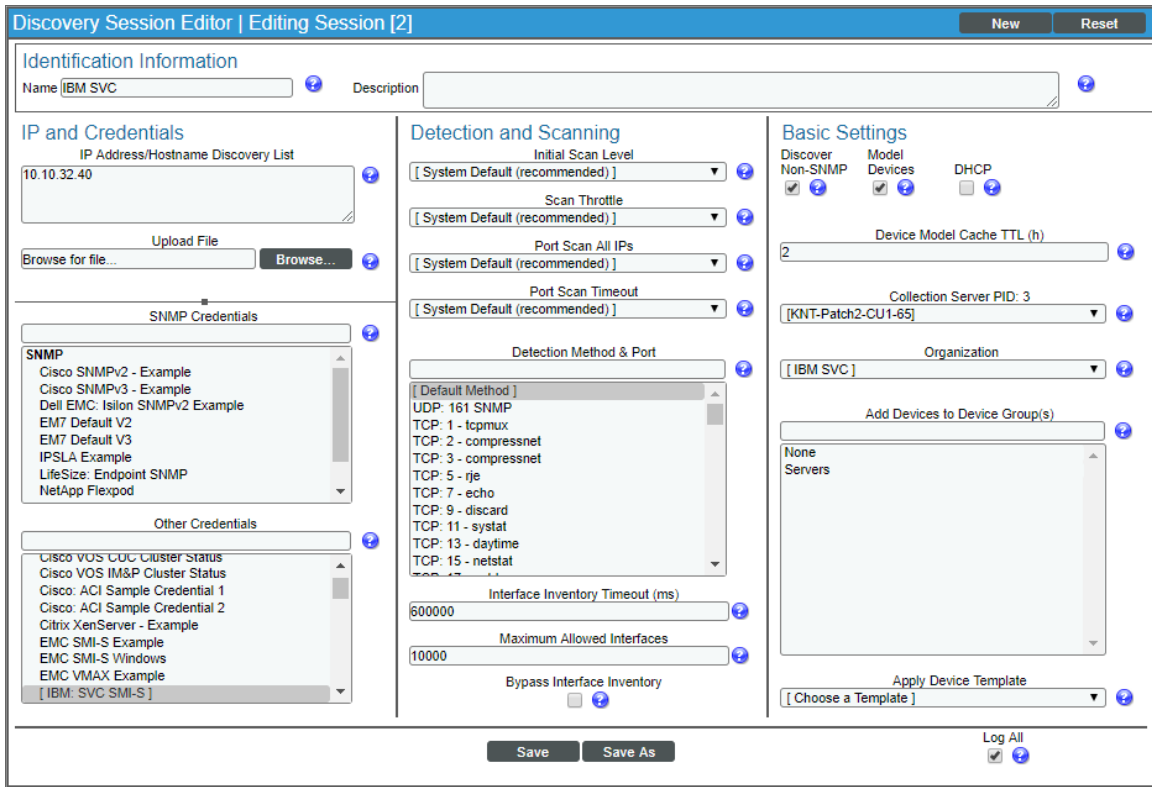 Discovery Session Editor | Editing Session [2]
New
Reset
Identification Information
Name IBM SVC
Description
IP and Credentials
IP Address/Hostname Discovery List
10.10.32.40
Upload File
Browse for file...
Browse...
SNMP Credentials
SNMP
Cisco SNMPv2 - Example
Cisco SNMPv3 - Example
Dell EMC: Isilon SNMPv2 Example
EM7 Default V2
EM7 Default V3
IPSLA Example
LifeSize: Endpoint SNMP
NetApp Flexpod
Other Credentials
Cisco VOS CUC Cluster Status
Cisco VOS IM&P Cluster Status
Cisco: ACI Sample Credential 1
Cisco: ACI Sample Credential 2
Citrix XenServer - Example
EMC SMI-S Example
EMC SMI-S Windows
EMC VMAX Example
[ IBM: SVC SMI-S ]
Detection and Scanning
Initial Scan Level
[ System Default (recommended) ]
Scan Throttle
[ System Default (recommended) ]
Port Scan All IPs
[ System Default (recommended) ]
Port Scan Timeout
[ System Default (recommended) ]
Detection Method & Port
[ Default Method ]
UDP: 161 SNMP
TCP: 1 - tcpmux
TCP: 2 - compressnet
TCP: 3 - compressnet
TCP: 5 - rje
TCP: 7 - echo
TCP: 9 - discard
TCP: 11 - systat
TCP: 13 - daytime
TCP: 15 - netstat
Interface Inventory Timeout (ms)
600000
Maximum Allowed Interfaces
10000
Bypass Interface Inventory
Basic Settings
Discover Non-SNMP
Model Devices
DHCP
Device Model Cache TTL (h)
2
Collection Server PID: 3
[KNT-Patch2-CU1-65]
Organization
[ IBM SVC ]
Add Devices to Device Group(s)
None
Servers
Apply Device Template
[ Choose a Template ]
Save
Save As
Log All